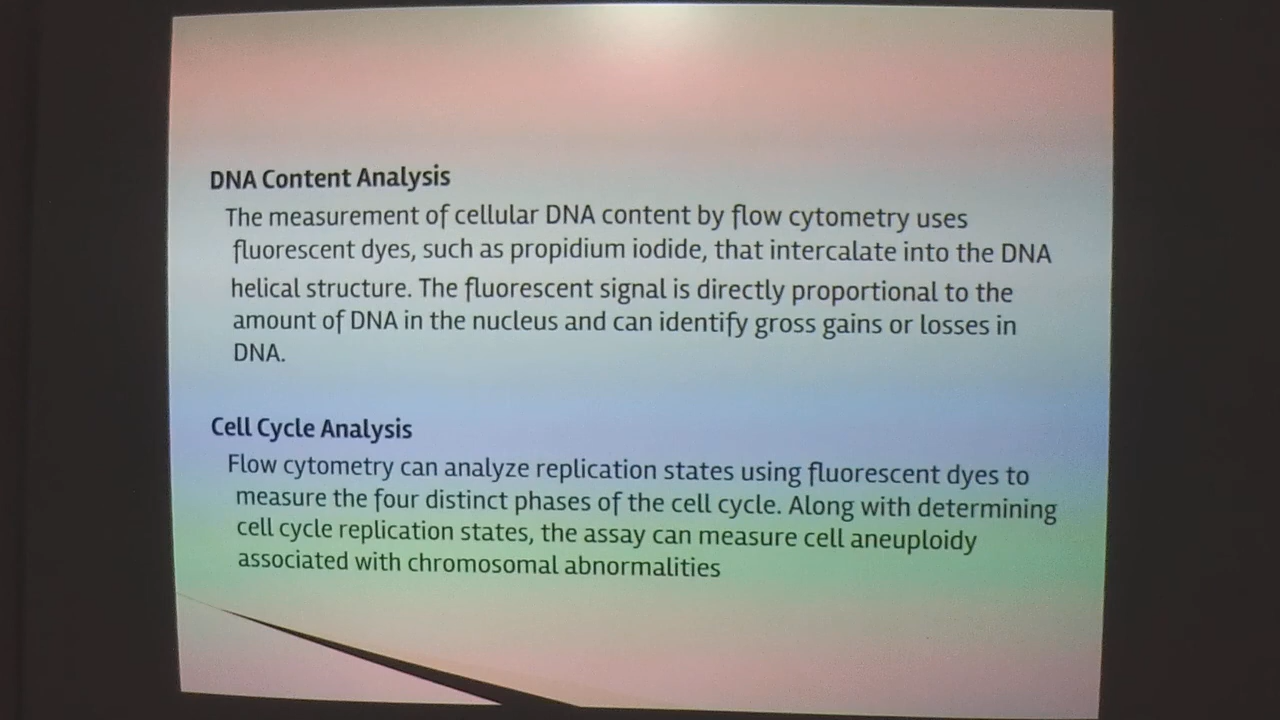 DNA Content Analysis
The measurement of cellular DNA content by flow cytometry uses
fluorescent dyes, such as propidium iodide, that intercalate into the DNA
helical structure. The fluorescent signal is directly proportional to the
amount of DNA in the nucleus and can identify gross gains or losses in
DNA.
Cell Cycle Analysis
Flow cytometry can analyze replication states using fluorescent dyes to
measure the four distinct phases of the cell cycle. Along with determining
cell cycle replication states, the assay can measure cell aneuploidy
associated with chromosomal abnormalities